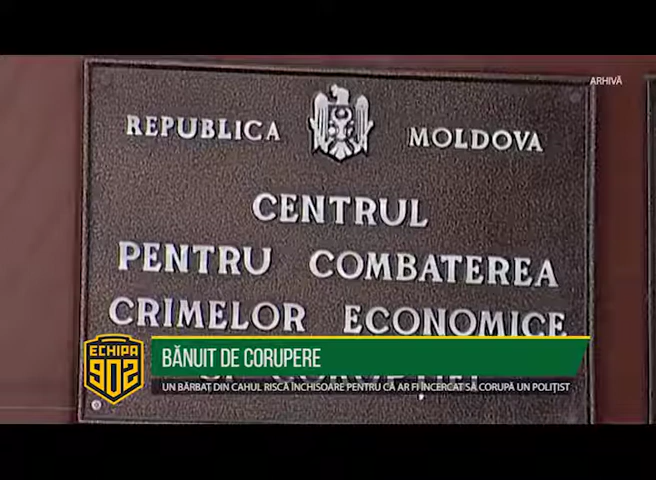 ARHIVĂ
REPUBLICA MOLDOVA
CENTRUL
PENTRU COMBATEREA
CRIMELOR ECONOMICE
ECHIPA
902
BĂNUIT DE CORUPERE
UN BĂRBAT DIN CAHUL RISCĂ ÎNCHISOARE PENTRU CĂ AR FI ÎNCERCAT SĂ CORUPĂ UN POLIȚIST